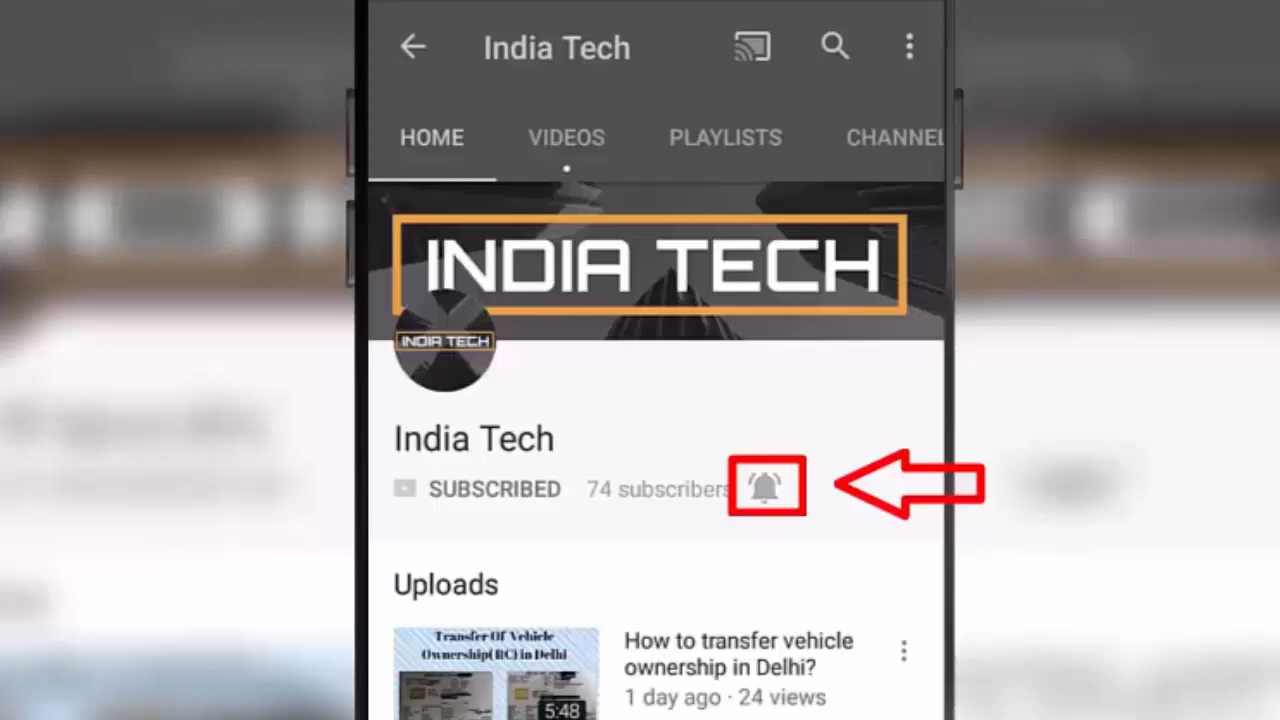 India Tech
HOME VIDEOS PLAYLISTS CHANNEL
INDIA TECH
INDIA TECH
India Tech
SUBSCRIBED 74 subscribers
Uploads
Transfer Of Vehicle
Ownership(RC) in Delhi
5:48
How to transfer vehicle
ownership in Delhi?
1 day ago · 24 views